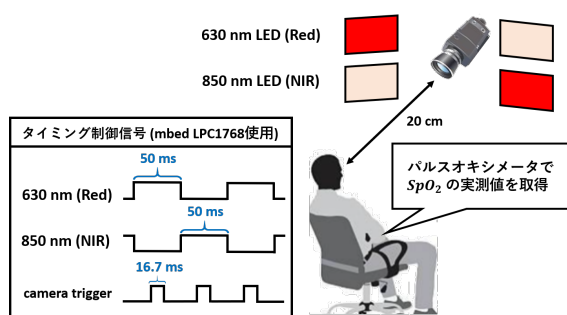 630 nm LED (Red)
850 nm LED (NIR)
20 cm
タイミング制御信号 (mbed LPC1768使用)
50 ms
630 nm (Red)
50 ms
850 nm (NIR)
16.7 ms
camera trigger
パルスオキシメータで
SpO₂ の実測値を取得